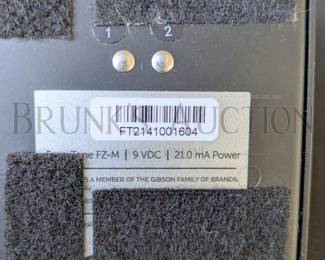 1 2
BRUNK AUCTION
FT2141001604
Tone FZ-M | 9 VDC | 21.0 mA Power
IS A MEMBER OF THE GIBSON FAMILY OF BRANDS.